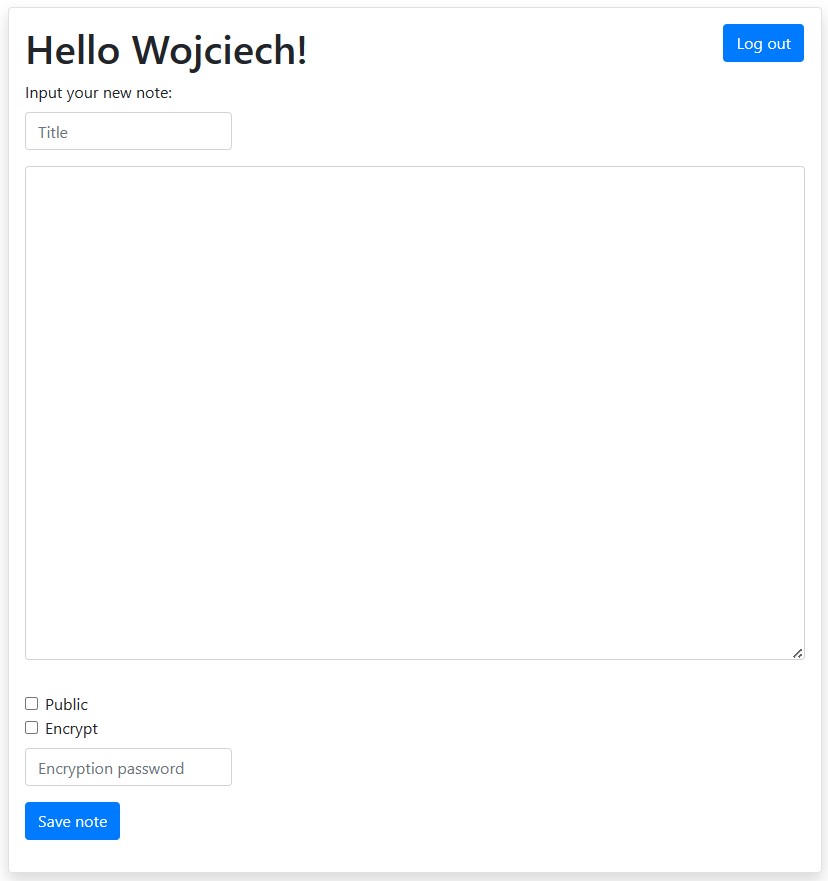 Hello Wojciech!
Log out
Input your new note:
Title
Public
Encrypt
Encryption password
Save note